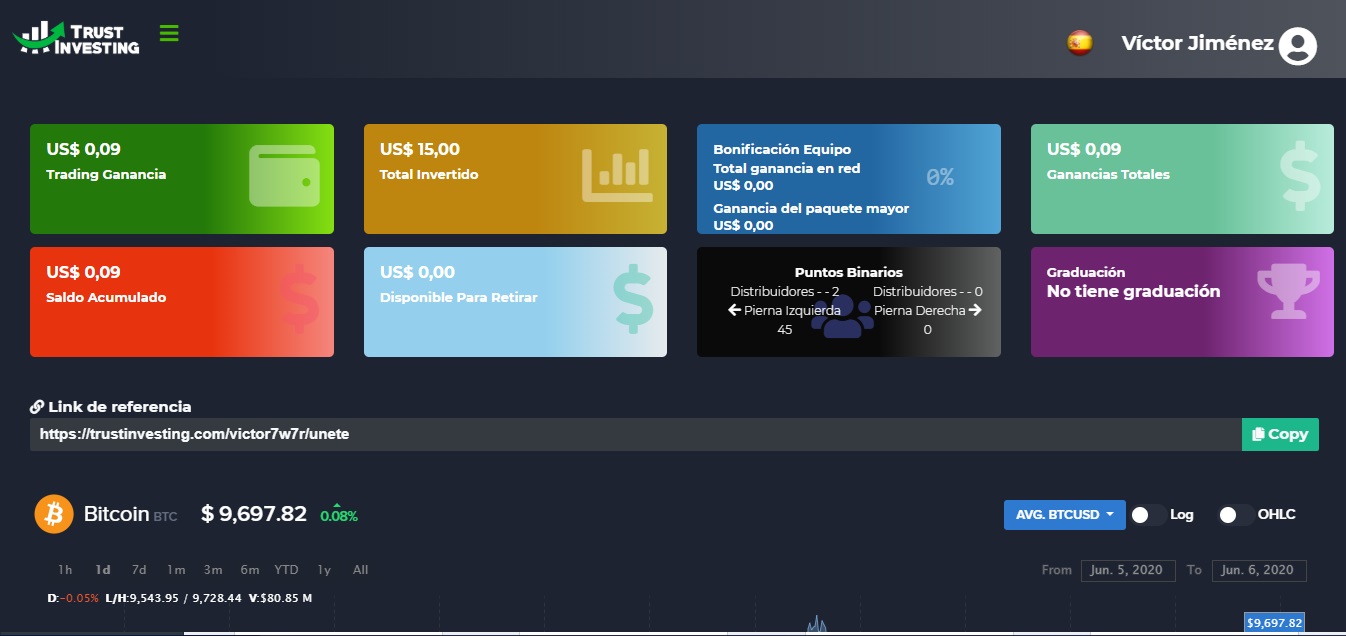 TRUST
INVESTING
Víctor Jiménez
US$ 0,09
Trading Ganancia
US$ 15,00
Total Invertido
Bonificación Equipo
Total ganancia en red
US$ 0,00
Ganancia del paquete mayor
US$ 0,00
0%
US$ 0,09
Ganancias Totales
US$ 0,09
Saldo Acumulado
US$ 0,00
Disponible Para Retirar
Puntos Binarios
Distribuidores - - 2
Pierna Izquierda
45
Distribuidores - - 0
Pierna Derecha
0
Graduación
No tiene graduación
Link de referencia
https://trustinvesting.com/victor7w7r/unete
Copy
Bitcoin BTC $ 9,697.82 0.08%
AVG. BTCUSD Log OHLC
1h 1d 7d 1m 3m 6m YTD 1y All
From Jun. 5, 2020 To Jun. 6, 2020
D:-0.05% L/H:9,543.95 / 9,728.44 V:$80.85 M
$9,697.82